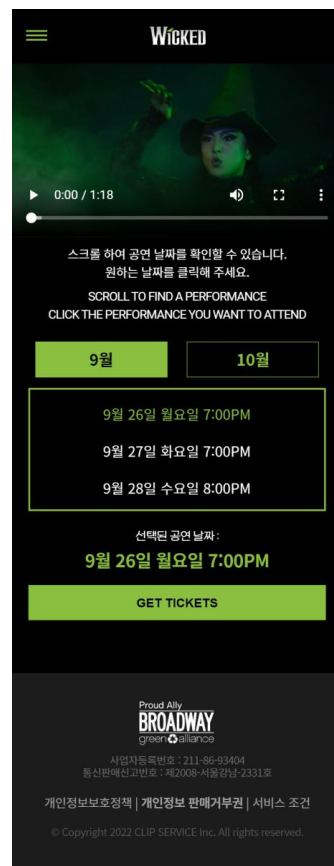 WICKED
0:00 / 1:18
스크롤 하여 공연 날짜를 확인할 수 있습니다.
원하는 날짜를 클릭해 주세요.
SCROLL TO FIND A PERFORMANCE
CLICK THE PERFORMANCE YOU WANT TO ATTEND
9월 10월
9월 26일 월요일 7:00PM
9월 27일 화요일 7:00PM
9월 28일 수요일 8:00PM
선택된 공연 날짜 :
9월 26일 월요일 7:00PM
GET TICKETS
Proud Ally
BROADWAY
green alliance
사업자등록번호 : 211-86-93404
통신판매신고번호 : 제2008-서울강남-2331호
개인정보보호정책 | 개인정보 판매거부권 | 서비스 조건
© Copyright 2022 CLIP SERVICE Inc. All rights reserved.